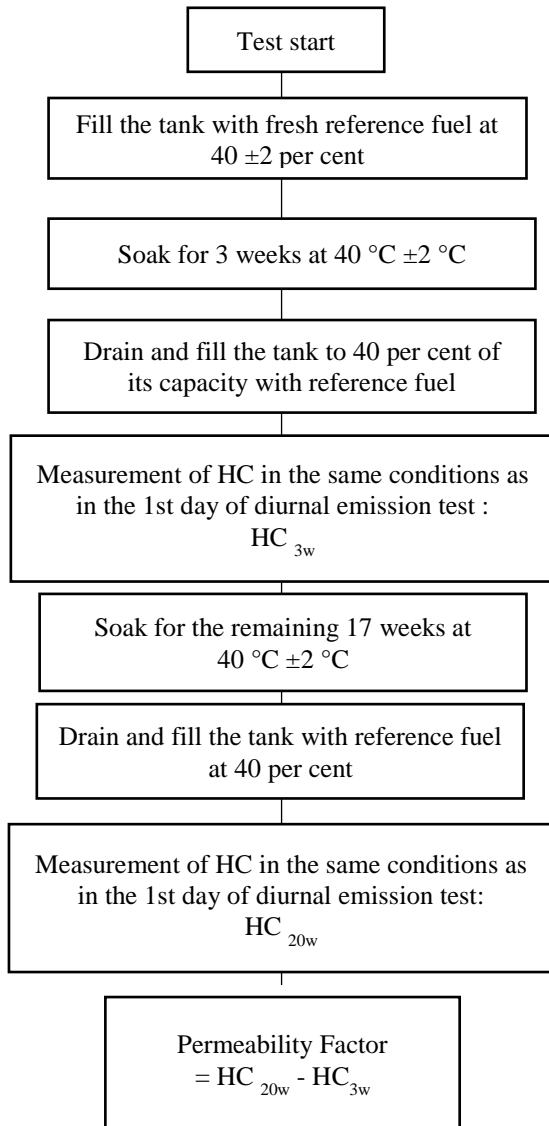 Test start
Fill the tank with fresh reference fuel at
40 ±2 per cent
Soak for 3 weeks at 40 °C ±2 °C
Drain and fill the tank to 40 per cent of
its capacity with reference fuel
Measurement of HC in the same conditions as
in the 1st day of diurnal emission test :
HC 3w
Soak for the remaining 17 weeks at
40 °C ±2 °C
Drain and fill the tank with reference fuel
at 40 per cent
Measurement of HC in the same conditions as
in the 1st day of diurnal emission test:
HC 20w
Permeability Factor
= HC 20w - HC3w